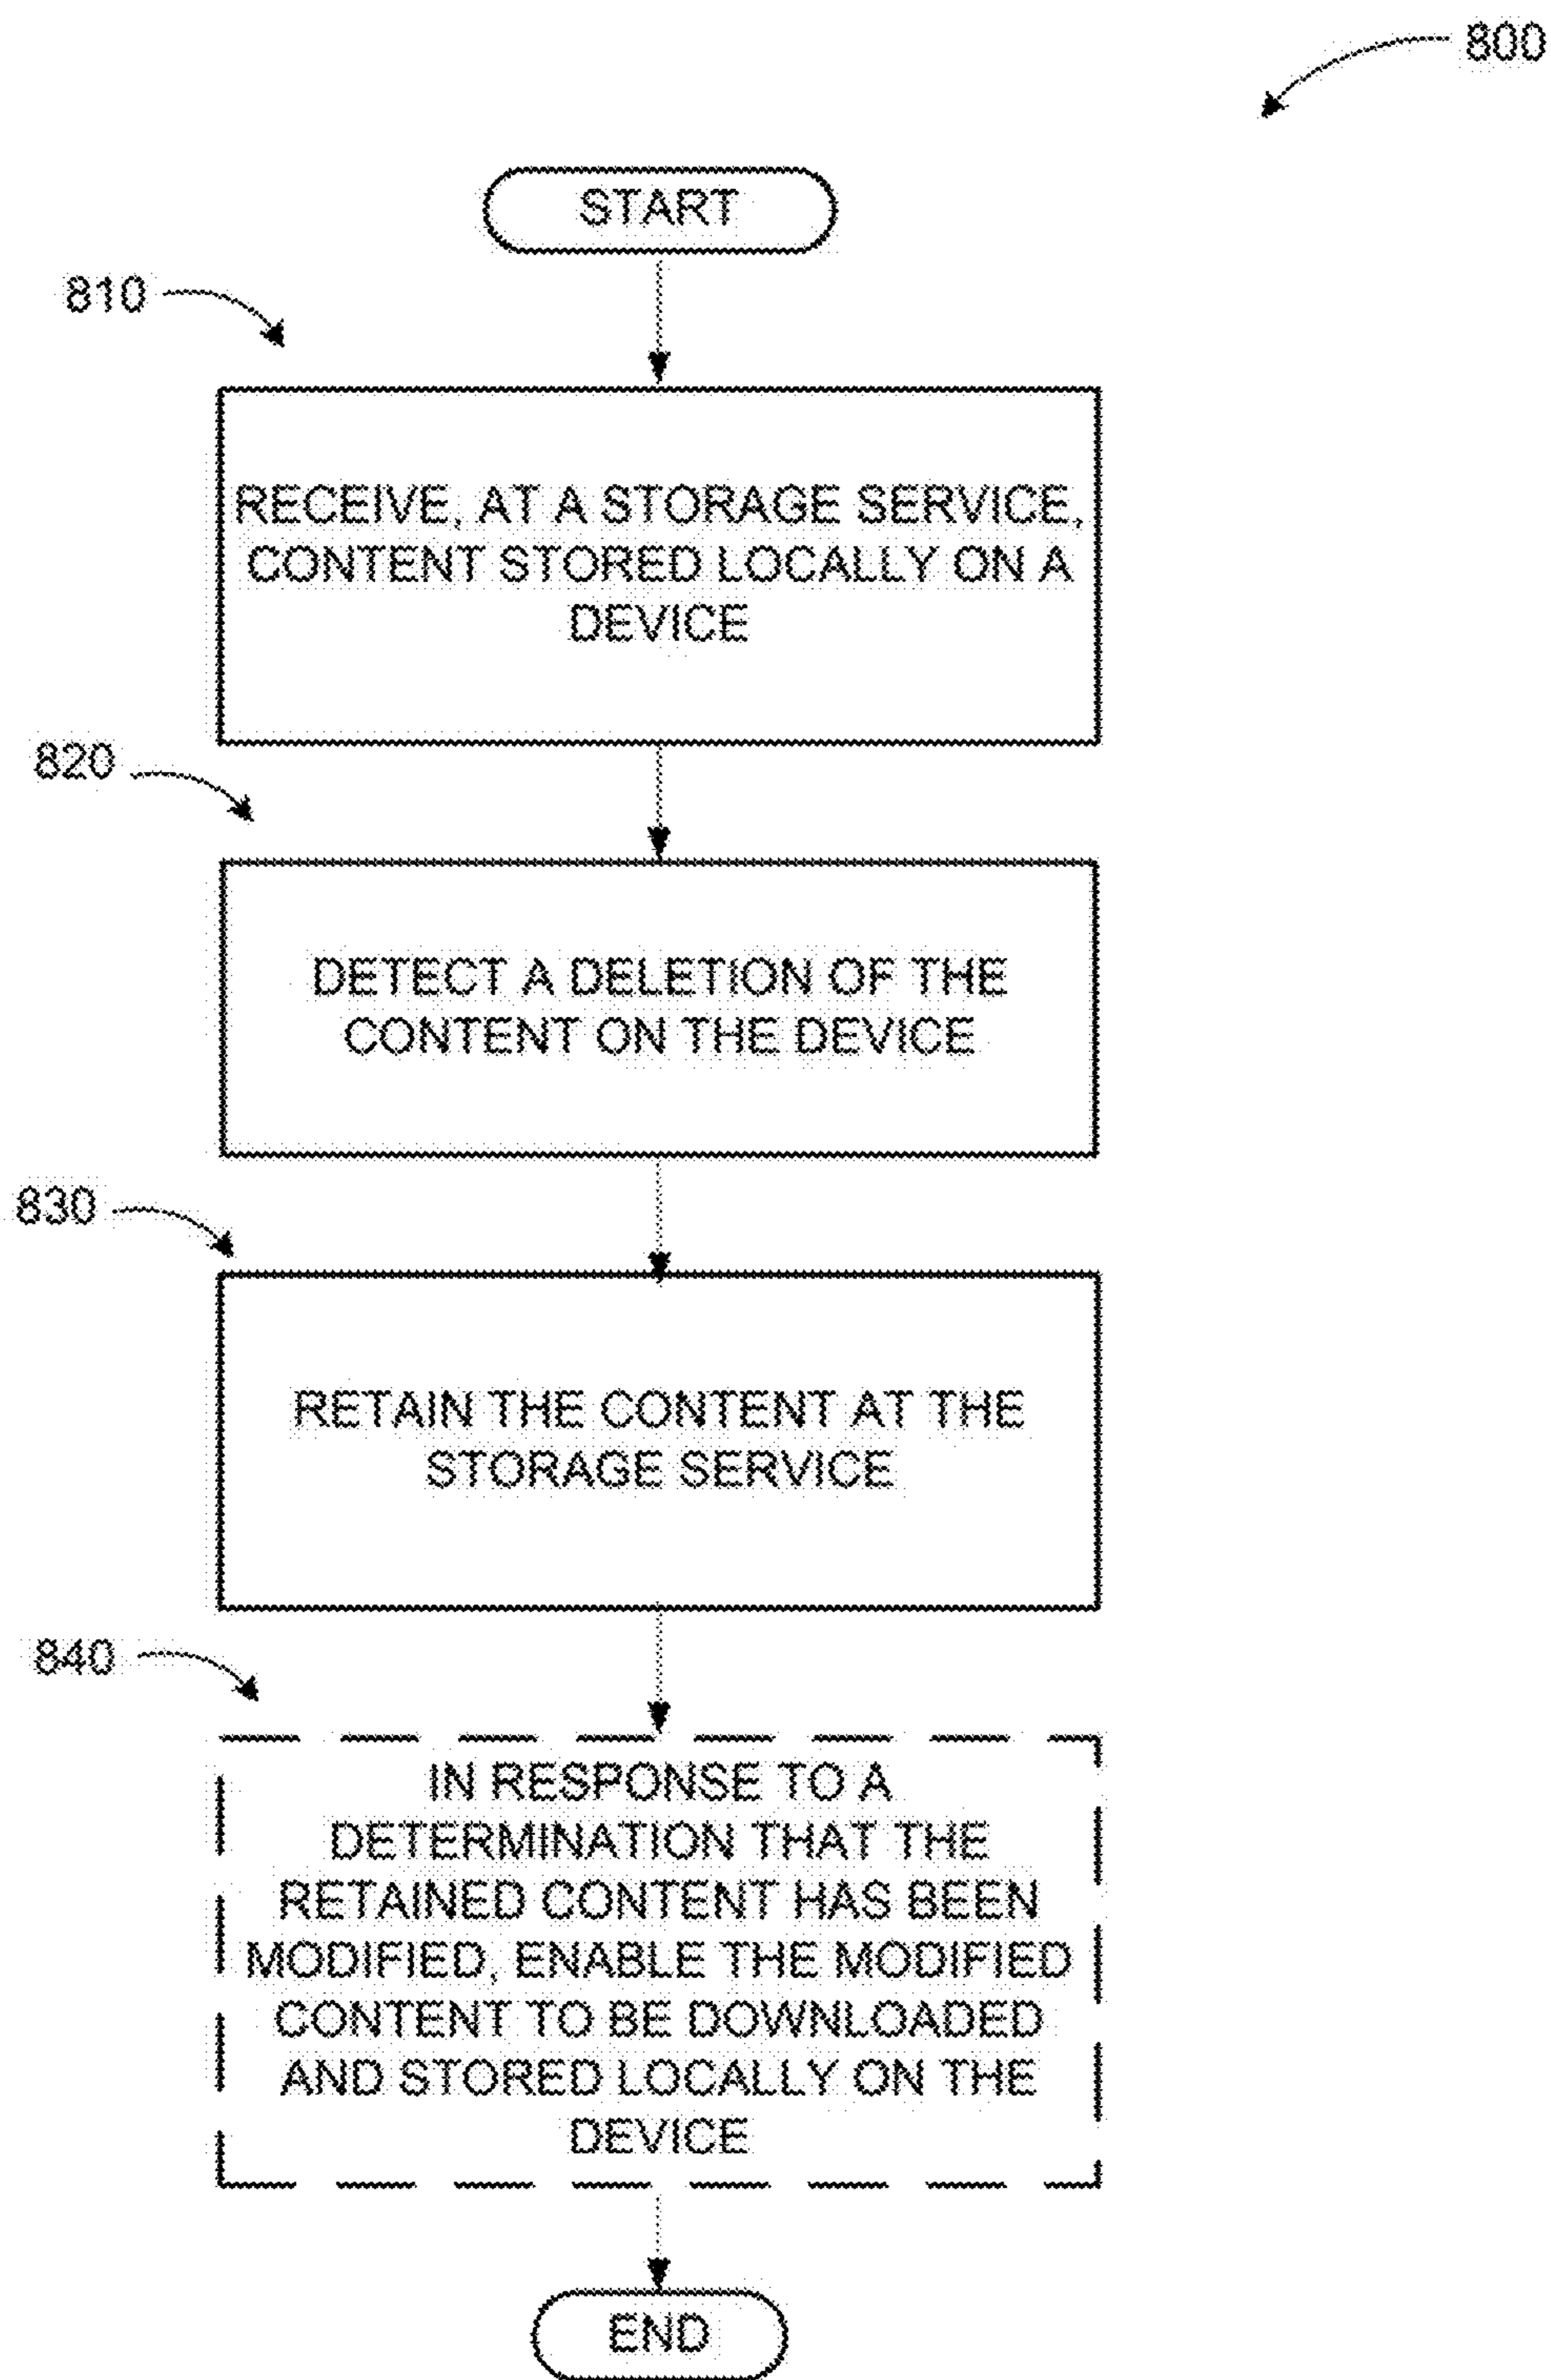 800
START
810
RECEIVE, AT A STORAGE SERVICE,
CONTENT STORED LOCALLY ON A
DEVICE
820
DETECT A DELETION OF THE
CONTENT ON THE DEVICE
830
RETAIN THE CONTENT AT THE
STORAGE SERVICE
840
IN RESPONSE TO A
DETERMINATION THAT THE
RETAINED CONTENT HAS BEEN
MODIFIED, ENABLE THE MODIFIED
CONTENT TO BE DOWNLOADED
AND STORED LOCALLY ON THE
DEVICE
END